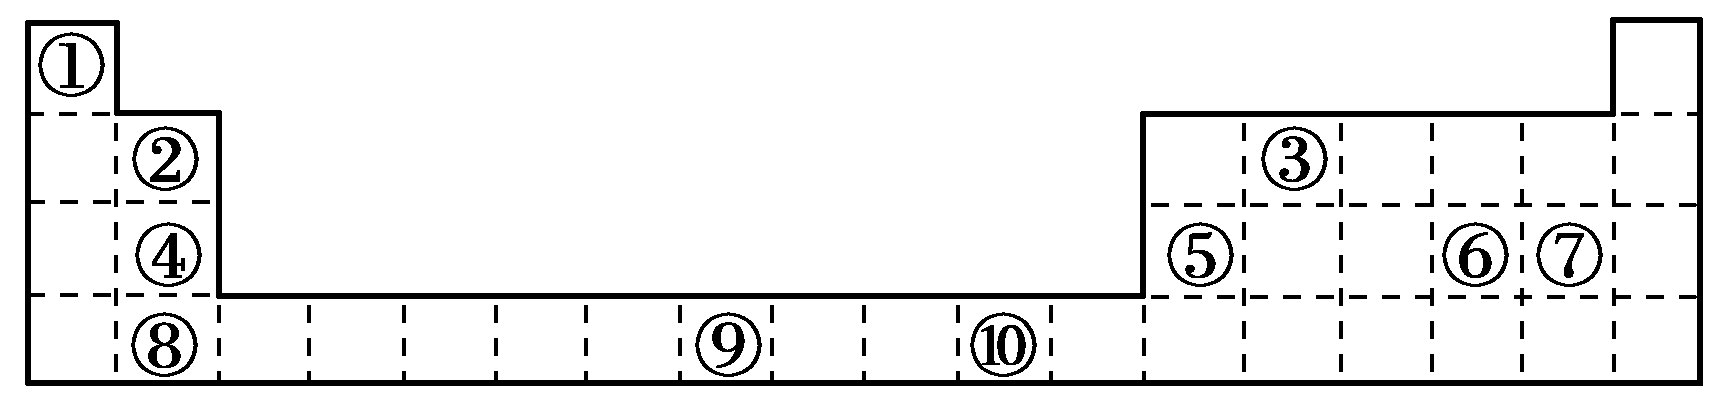 ①
② ③
④ ⑤ ⑥ ⑦
⑧ ⑨ ⑩